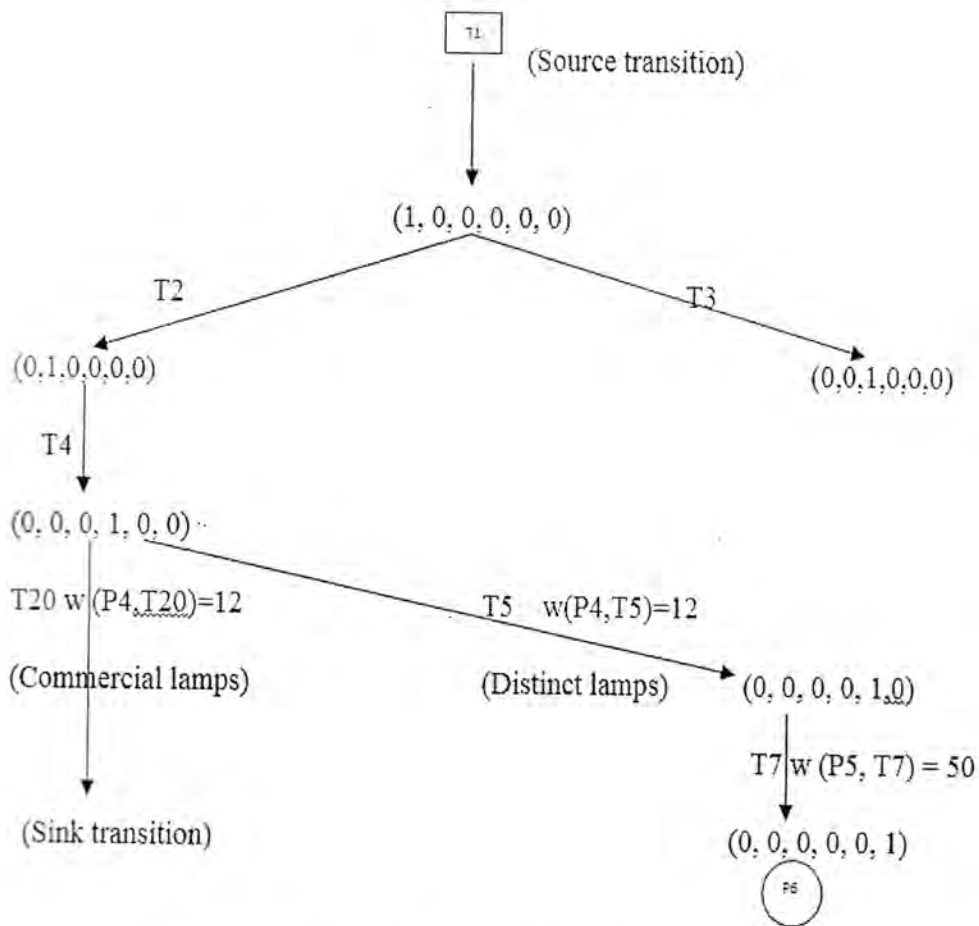 T1
(Source transition)
(1, 0, 0, 0, 0, 0)
T2
T3
(0,1,0,0,0,0)
(0,0,1,0,0,0)
T4
(0, 0, 0, 1, 0, 0)
T20 w (P4,T20)=12
T5 w(P4,T5)=12
(Commercial lamps)
(Distinct lamps)
(0, 0, 0, 0, 1,0)
T7 w (P5, T7) = 50
(Sink transition)
(0, 0, 0, 0, 0, 1)
P6